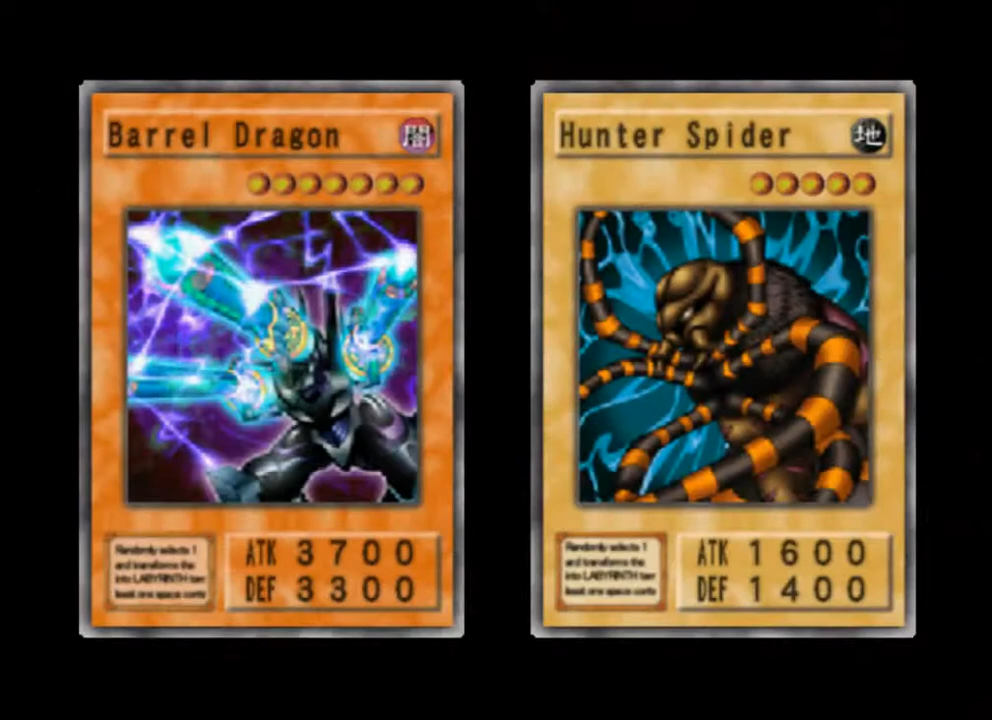 Barrel Dragon 闇
Randomly selects 1
and transforms the
into LABYRINTH terr
least one space conta
ATK 3700
DEF 3300
Hunter Spider 地
Randomly selects 1
and transforms the
into LABYRINTH terr
least one space conta
ATK 1600
DEF 1400